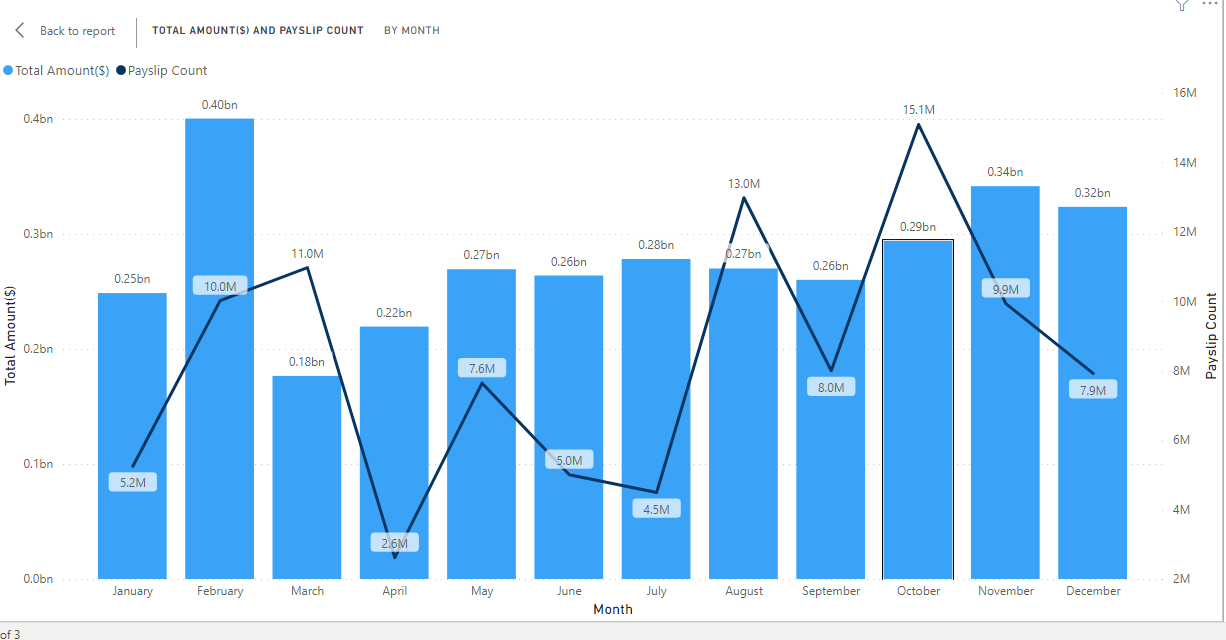 Back to report
TOTAL AMOUNT($) AND PAYSLIP COUNT BY MONTH
Total Amount($) Payslip Count
16M
0.40bn
15.1M
0.4bn
14M
0.34bn
13.0M
0.32bn
0.3bn
12M
0.29bn
0.28bn
11.0M
0.27bn
0.27bn
0.26bn
0.26bn
0.25bn
10.0M
9.9M
10M
0.22bn
Total Amount($)
Payslip Count
0.2bn
0.18bn
7.6M
8M
8.0M
7.9M
6M
0.1bn
5.0M
5.2M
4.5M
4M
2.6M
0.0bn
2M
January February March April May June July August September October November December
Month
of 3